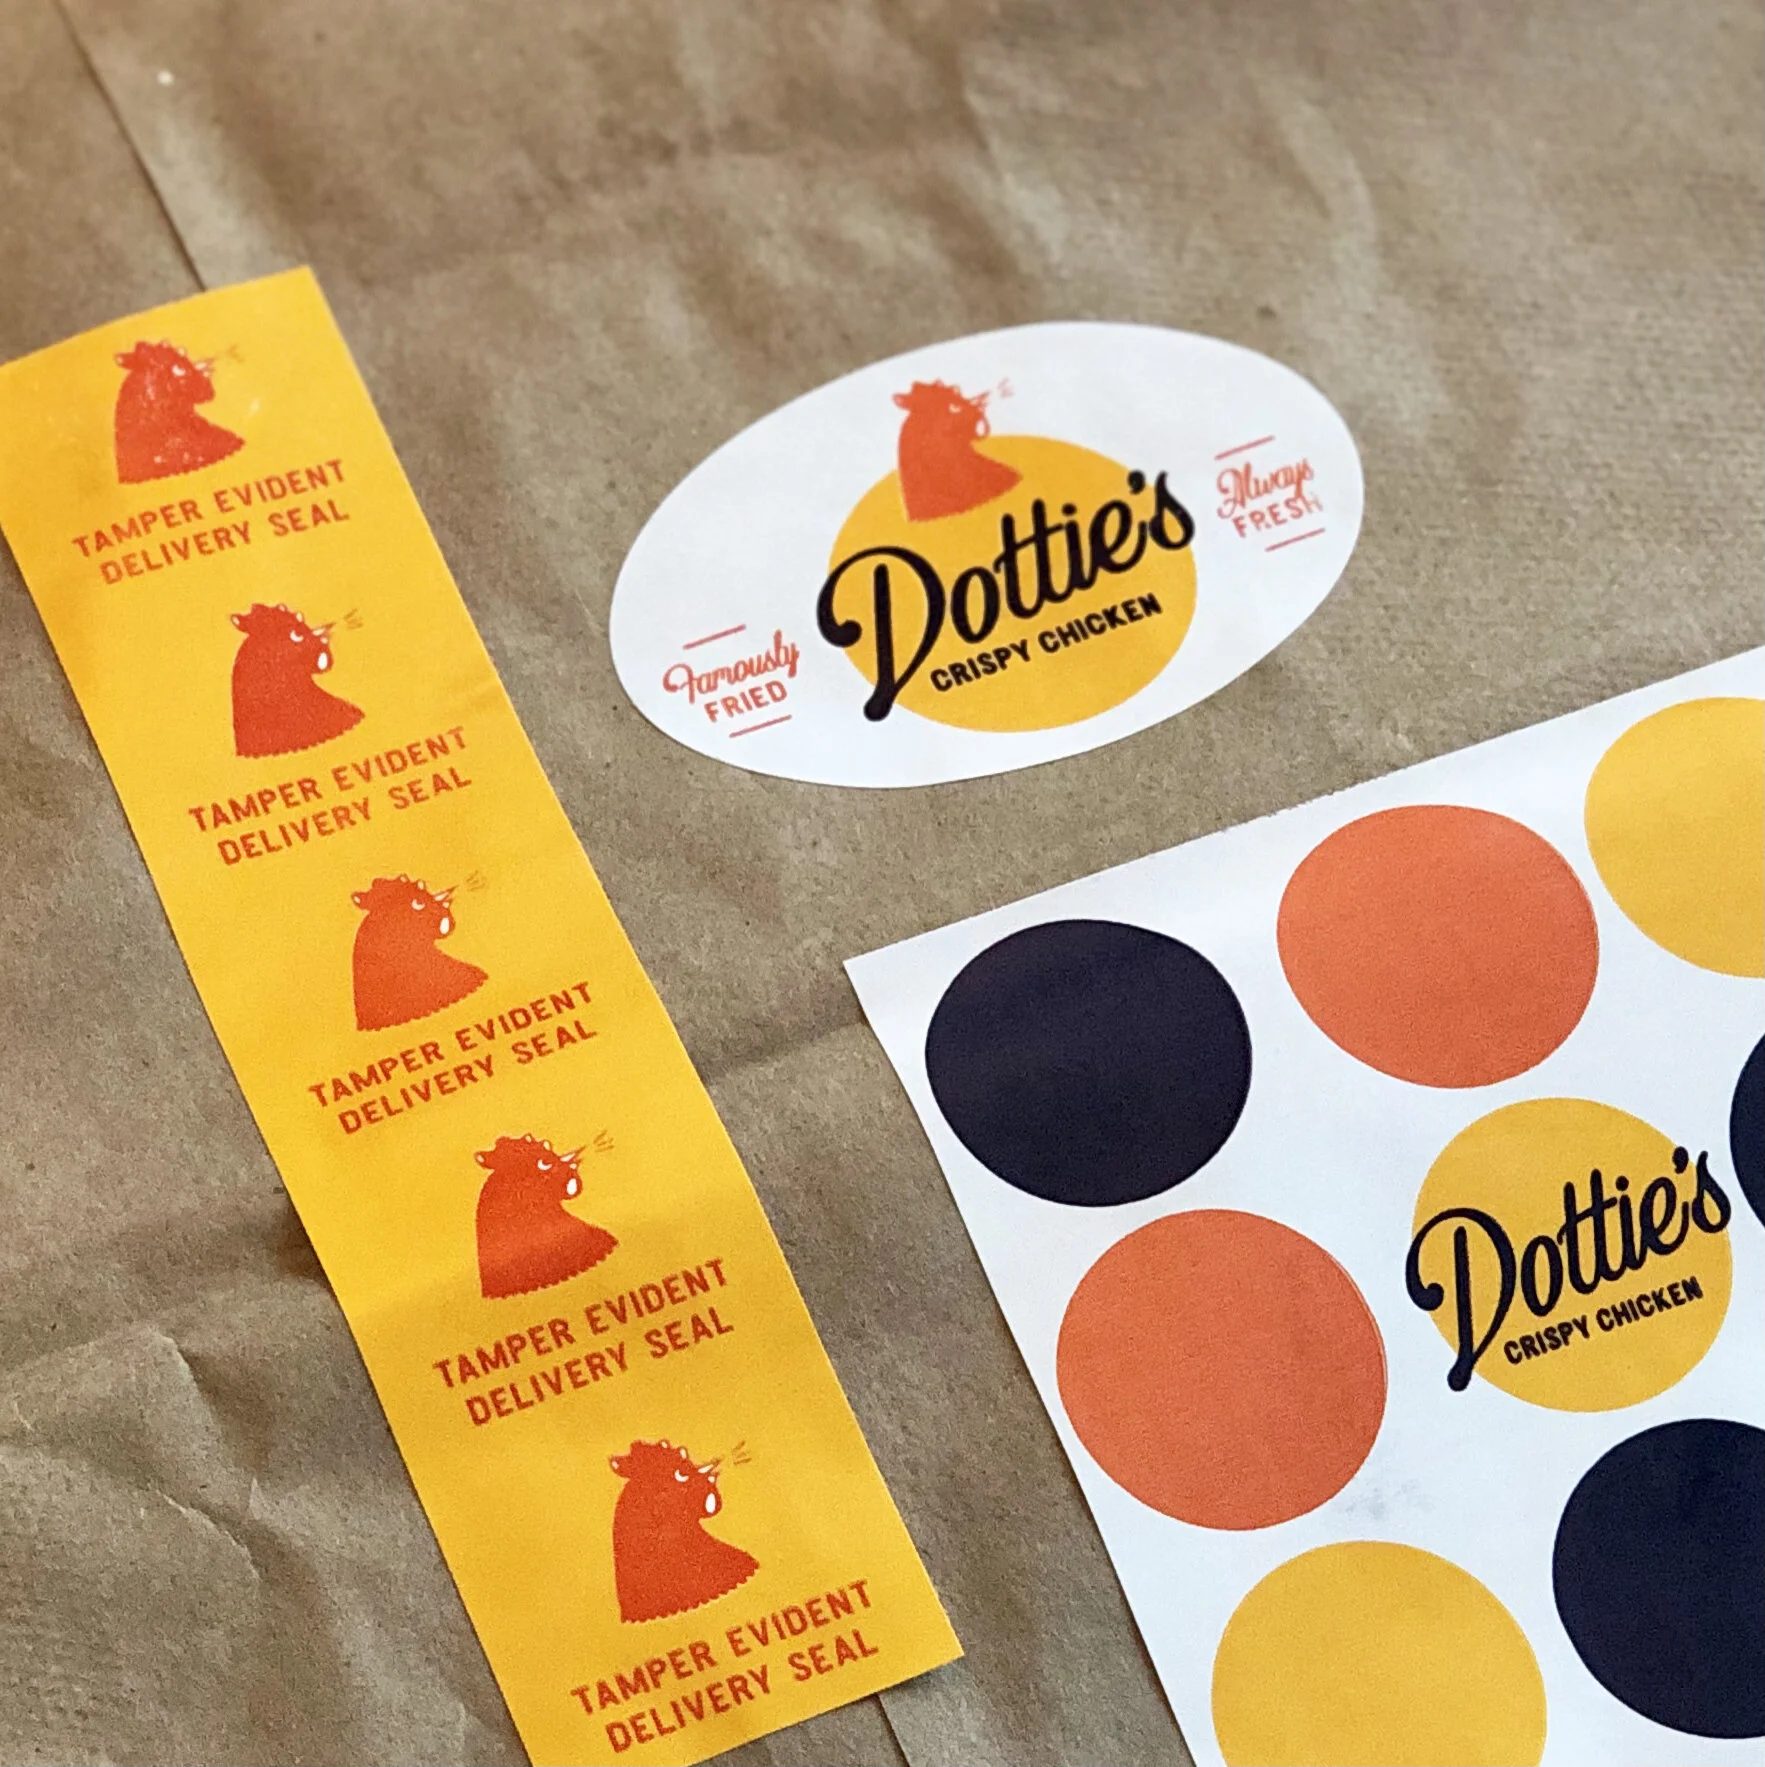 TAMPER EVIDENT
DELIVERY SEAL
TAMPER EVIDENT
DELIVERY SEAL
TAMPER EVIDENT
DELIVERY SEAL
TAMPER EVIDENT
DELIVERY SEAL
TAMPER EVIDENT
DELIVERY SEAL
Famously
FRIED
Dottie's
CRISPY CHICKEN
Always
FRESH
Dottie's
CRISPY CHICKEN